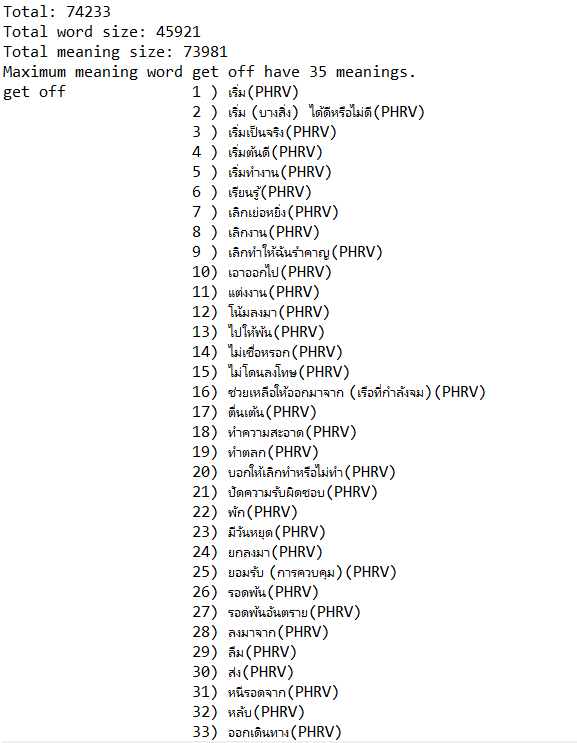 Total: 74233
Total word size: 45921
Total meaning size: 73981
Maximum meaning word get off have 35 meanings.
get off 1 ) เริ่ม(PHRV)
2 ) เริ่ม (บางสิ่ง) ได้ดีหรือไม่ดี(PHRV)
3 ) เริ่มเป็นจริง(PHRV)
4 ) เริ่มต้นดี(PHRV)
5 ) เริ่มทำงาน(PHRV)
6 ) เรียนรู้(PHRV)
7 ) เลิกเย่อหยิ่ง(PHRV)
8 ) เลิกงาน(PHRV)
9 ) เลิกทำให้ฉันรำคาญ(PHRV)
10) เอาออกไป(PHRV)
11) แต่งงาน(PHRV)
12) โน้มลงมา(PHRV)
13) ไปให้พ้น(PHRV)
14) ไม่เชื่อหรอก(PHRV)
15) ไม่โดนลงโทษ(PHRV)
16) ช่วยเหลือให้ออกมาจาก (เรือที่กำลังจม)(PHRV)
17) ตื่นเต้น(PHRV)
18) ทำความสะอาด(PHRV)
19) ทำตลก(PHRV)
20) บอกให้เลิกทำหรือไม่ทำ(PHRV)
21) ปัดความรับผิดชอบ(PHRV)
22) พัก(PHRV)
23) มีวันหยุด(PHRV)
24) ยกลงมา(PHRV)
25) ยอมรับ (การควบคุม)(PHRV)
26) รอดพ้น(PHRV)
27) รอดพ้นอันตราย(PHRV)
28) ลงมาจาก(PHRV)
29) ลืม(PHRV)
30) ส่ง(PHRV)
31) หนีรอดจาก(PHRV)
32) หลับ(PHRV)
33) ออกเดินทาง(PHRV)